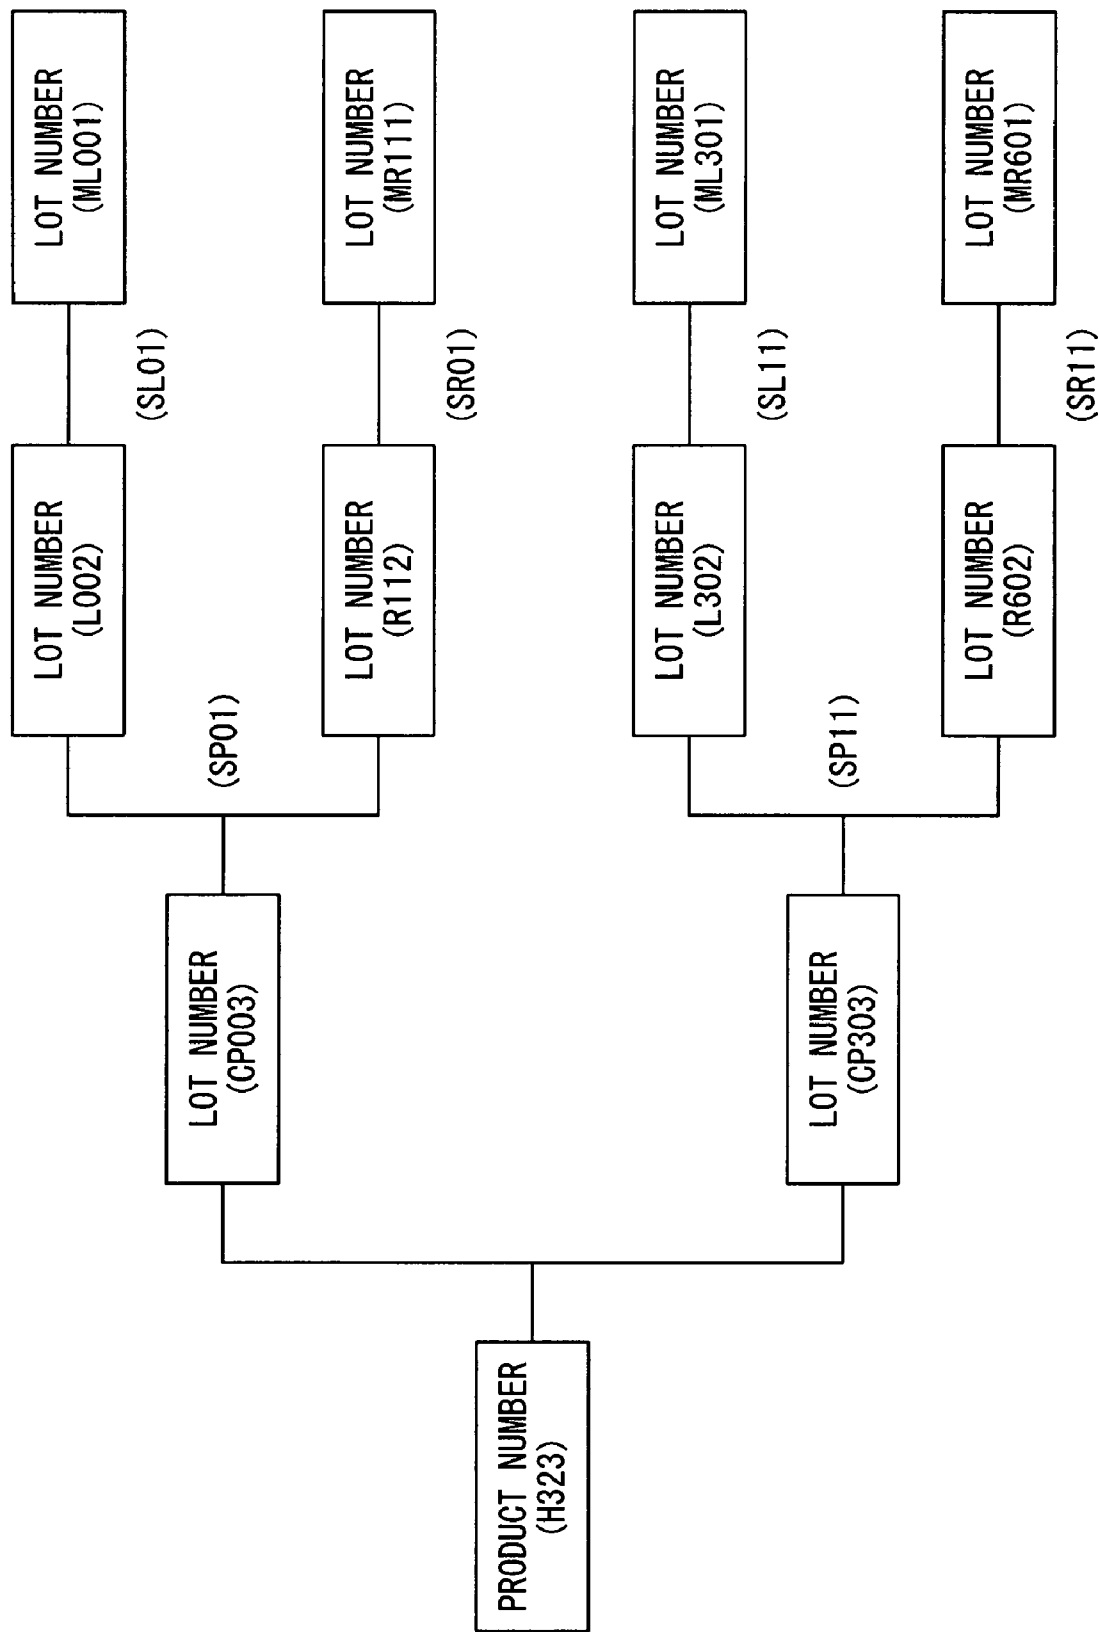 PRODUCT NUMBER
(H323)
LOT NUMBER
(CP003)
LOT NUMBER
(CP303)
(SP01)
(SP11)
LOT NUMBER
(L002)
LOT NUMBER
(R112)
LOT NUMBER
(L302)
LOT NUMBER
(R602)
(SL01)
(SR01)
(SL11)
(SR11)
LOT NUMBER
(ML001)
LOT NUMBER
(MR111)
LOT NUMBER
(ML301)
LOT NUMBER
(MR601)